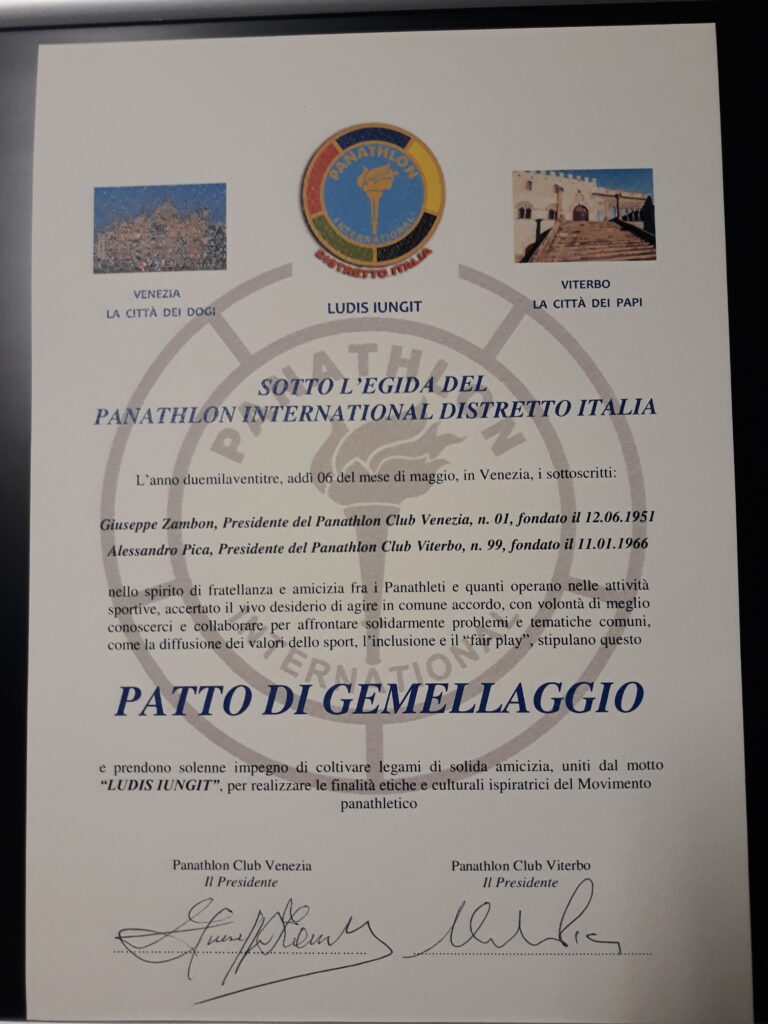 PANATHLON
INTERNATIONAL
DISTRETTO ITALIA
VENEZIA
LA CITTÀ DEI DOGI
LUDIS IUNGIT
VITERBO
LA CITTÀ DEI PAPI
PANATHLON
INTERNATIONAL
SOTTO L'EGIDA DEL
PANATHLON INTERNATIONAL DISTRETTO ITALIA
L'anno duemilaventitre, addì 06 del mese di maggio, in Venezia, i sottoscritti:
Giuseppe Zambon, Presidente del Panathlon Club Venezia, n. 01, fondato il 12.06.1951
Alessandro Pica, Presidente del Panathlon Club Viterbo, n. 99, fondato il 11.01.1966
nello spirito di fratellanza e amicizia fra i Panathleti e quanti operano nelle attività
sportive, accertato il vivo desiderio di agire in comune accordo, con volontà di meglio
conoscerci e collaborare per affrontare solidarmente problemi e tematiche comuni,
come la diffusione dei valori dello sport, l'inclusione e il "fair play", stipulano questo
PATTO DI GEMELLAGGIO
e prendono solenne impegno di coltivare legami di solida amicizia, uniti dal motto
"LUDIS IUNGIT", per realizzare le finalità etiche e culturali ispiratrici del Movimento
panathletico
Panathlon Club Venezia
Il Presidente
Panathlon Club Viterbo
Il Presidente